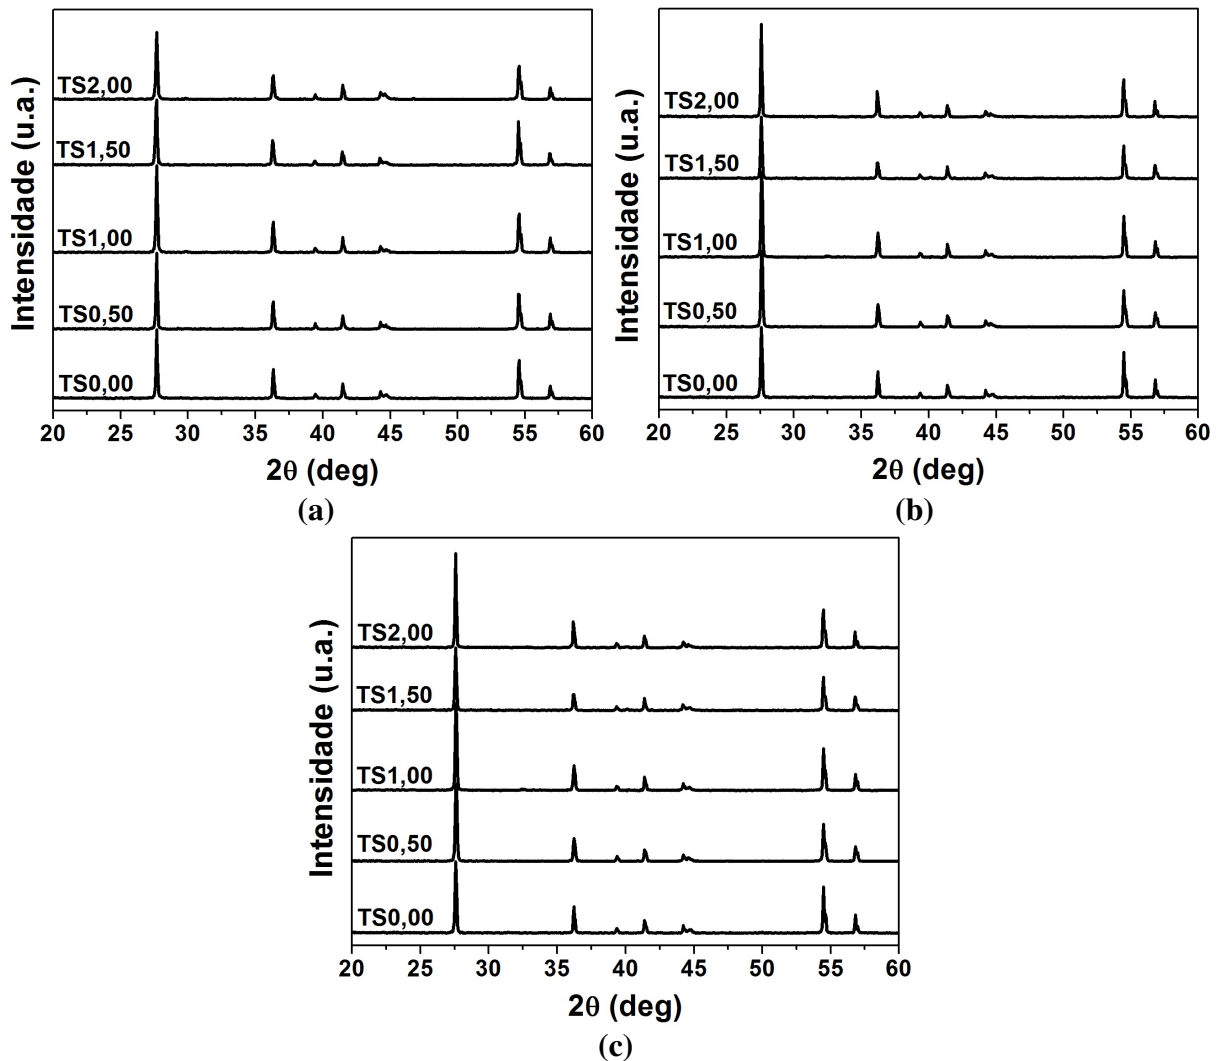 Intensidade (u.a.)
TS2,00
TS1,50
TS1,00
TS0,50
TS0,00
20 25 30 35 40 45 50 55 60
2θ (deg)
(a)
Intensidade (u.a.)
TS2,00
TS1,50
TS1,00
TS0,50
TS0,00
20 25 30 35 40 45 50 55 60
2θ (deg)
(b)
Intensidade (u.a.)
TS2,00
TS1,50
TS1,00
TS0,50
TS0,00
20 25 30 35 40 45 50 55 60
2θ (deg)
(c)